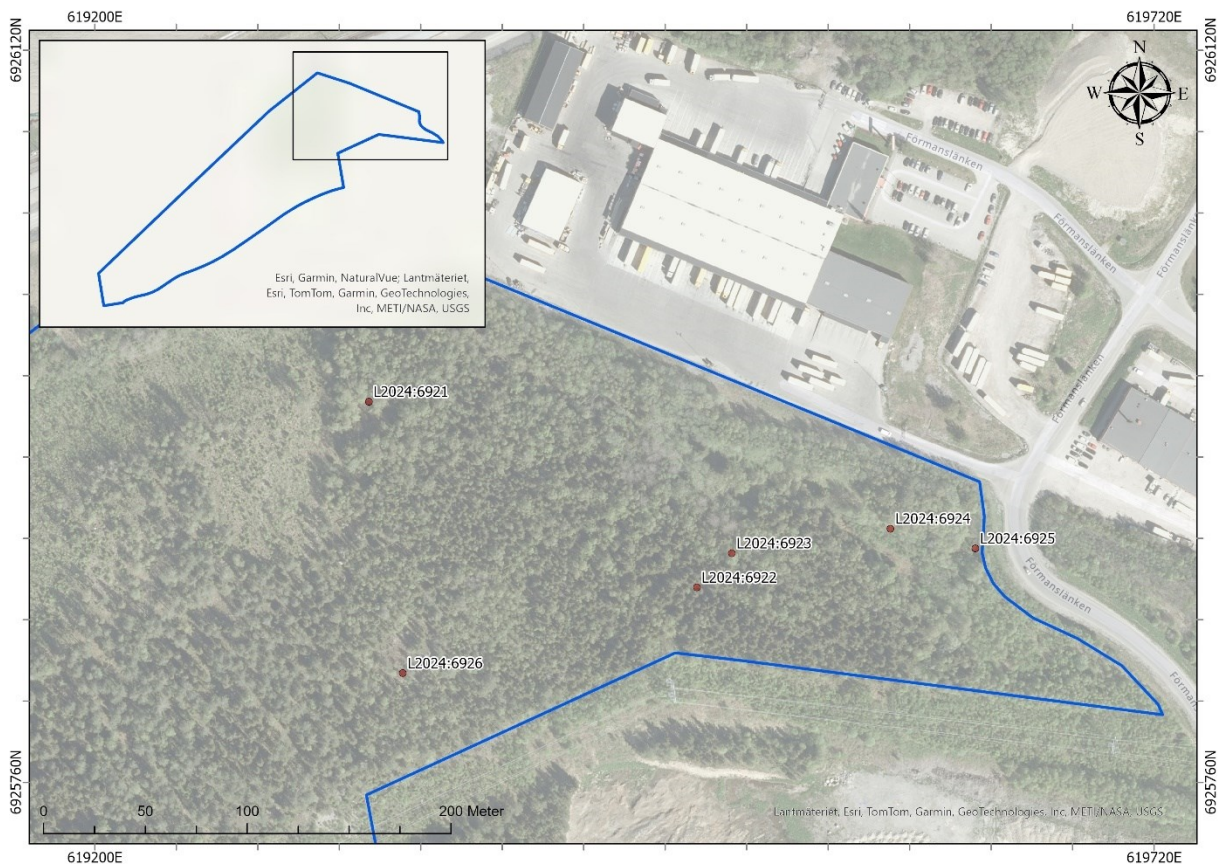 619200E
619720E
6926120N
6926120N
N
W
E
S
Esri, Garmin, NaturalVue; Lantmäteriet,
Esri, TomTom, Garmin, GeoTechnologies,
Inc, METI/NASA, USGS
Förmanslänken
Förmanslänken
Förmanslänk
Förmanslänken
L2024:6921
L2024:6924
L2024:6925
L2024:6923
L2024:6922
Förmanslänken
L2024:6926
Förman
6925760N
6925760N
0
50
100
200 Meter
Lantmäteriet, Esri, TomTom, Garmin, GeoTechnologies, Inc, METI/NASA, USGS
619200E
619720E